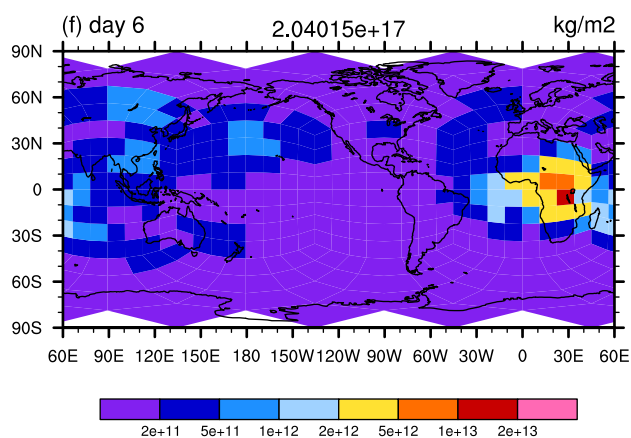 (f) day 6 2.04015e+17 kg/m2
90N
60N
30N
0
30S
60S
90S
60E 90E 120E 150E 180 150W 120W 90W 60W 30W 0 30E 60E
2e+11 5e+11 1e+12 2e+12 5e+12 1e+13 2e+13